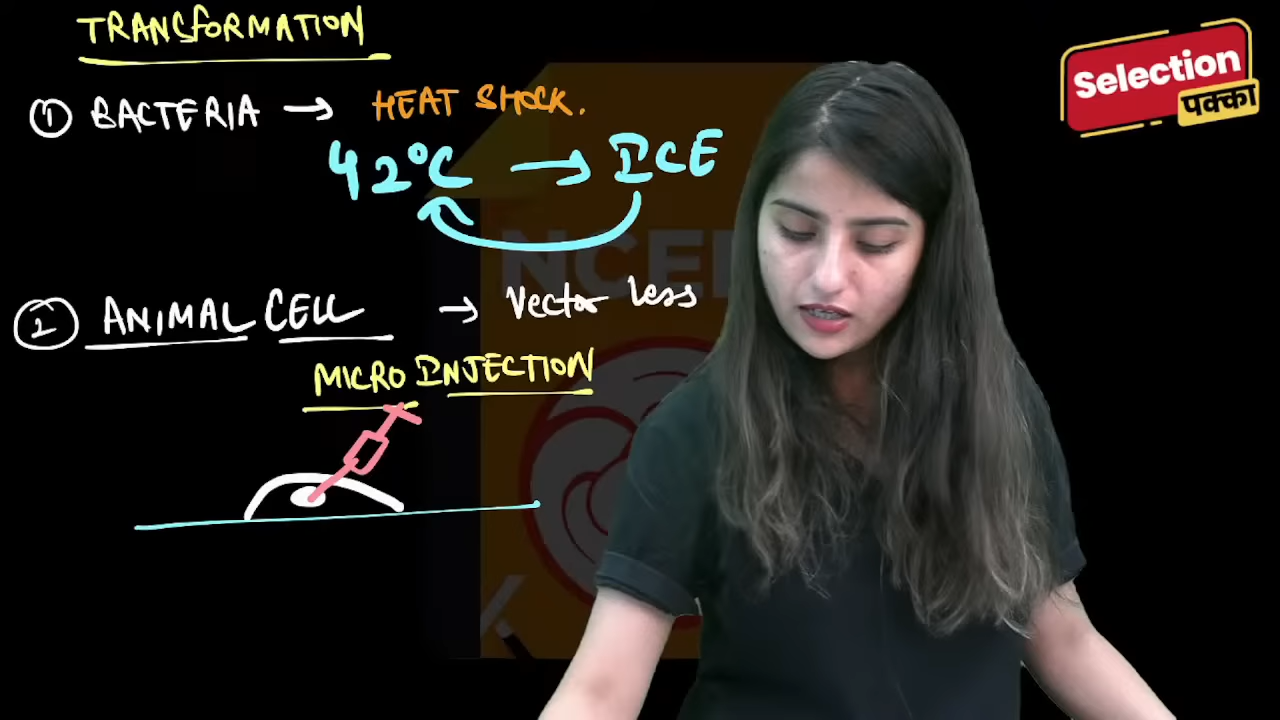 TRANSFORMATION
① BACTERIA → HEAT SHOCK.
42°C → ICE
② ANIMAL CELL → Vector less
MICRO INJECTION
Selection
पक्का